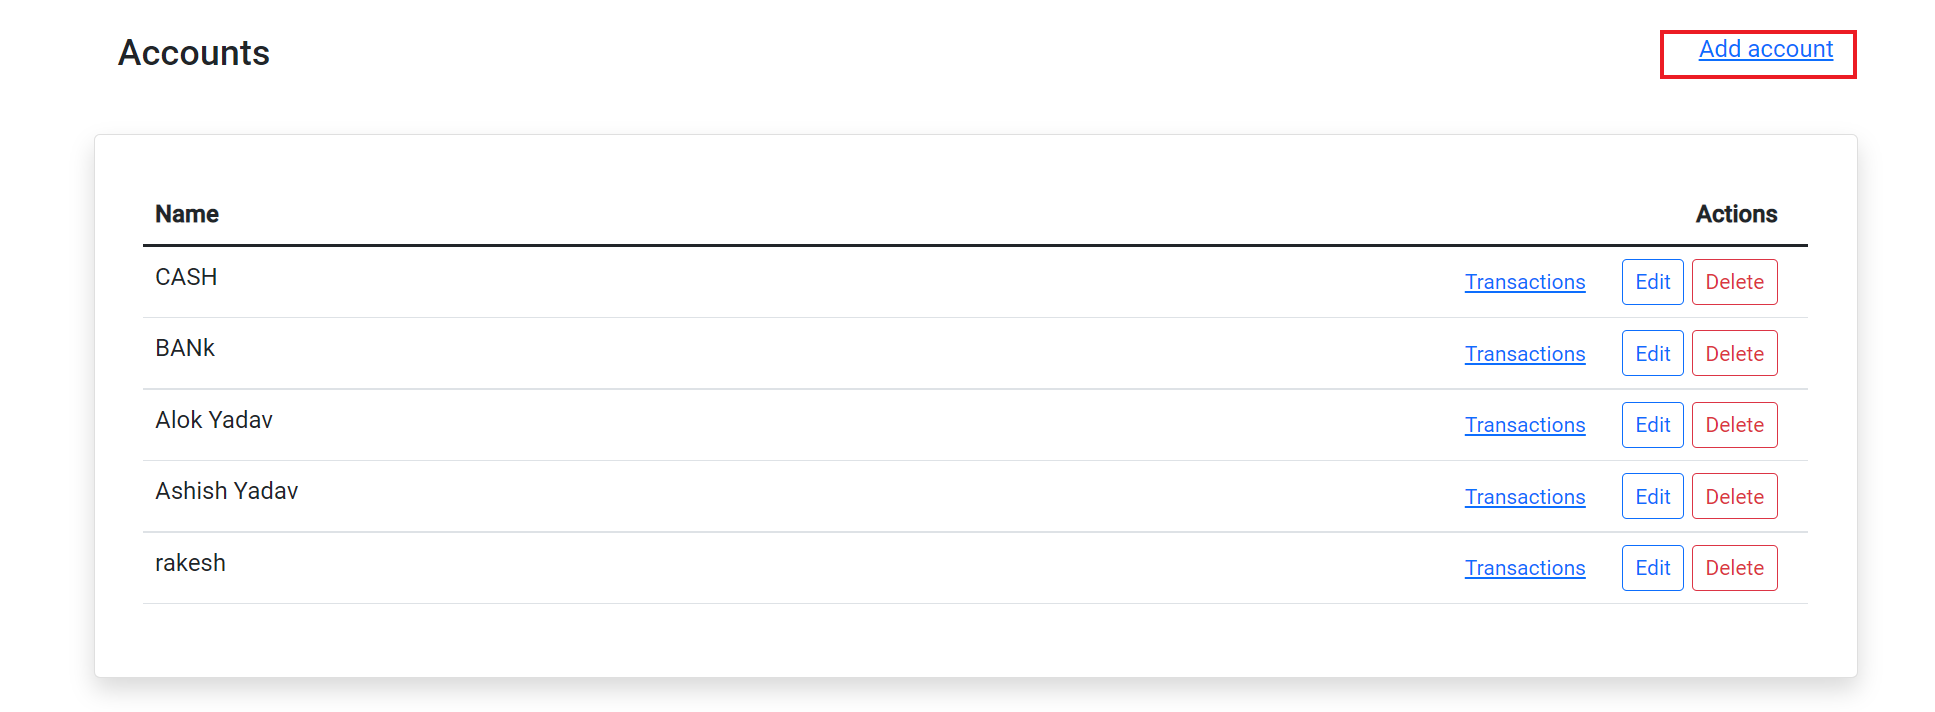 Accounts Add account
Name Actions
CASH Transactions Edit Delete
BANk Transactions Edit Delete
Alok Yadav Transactions Edit Delete
Ashish Yadav Transactions Edit Delete
rakesh Transactions Edit Delete